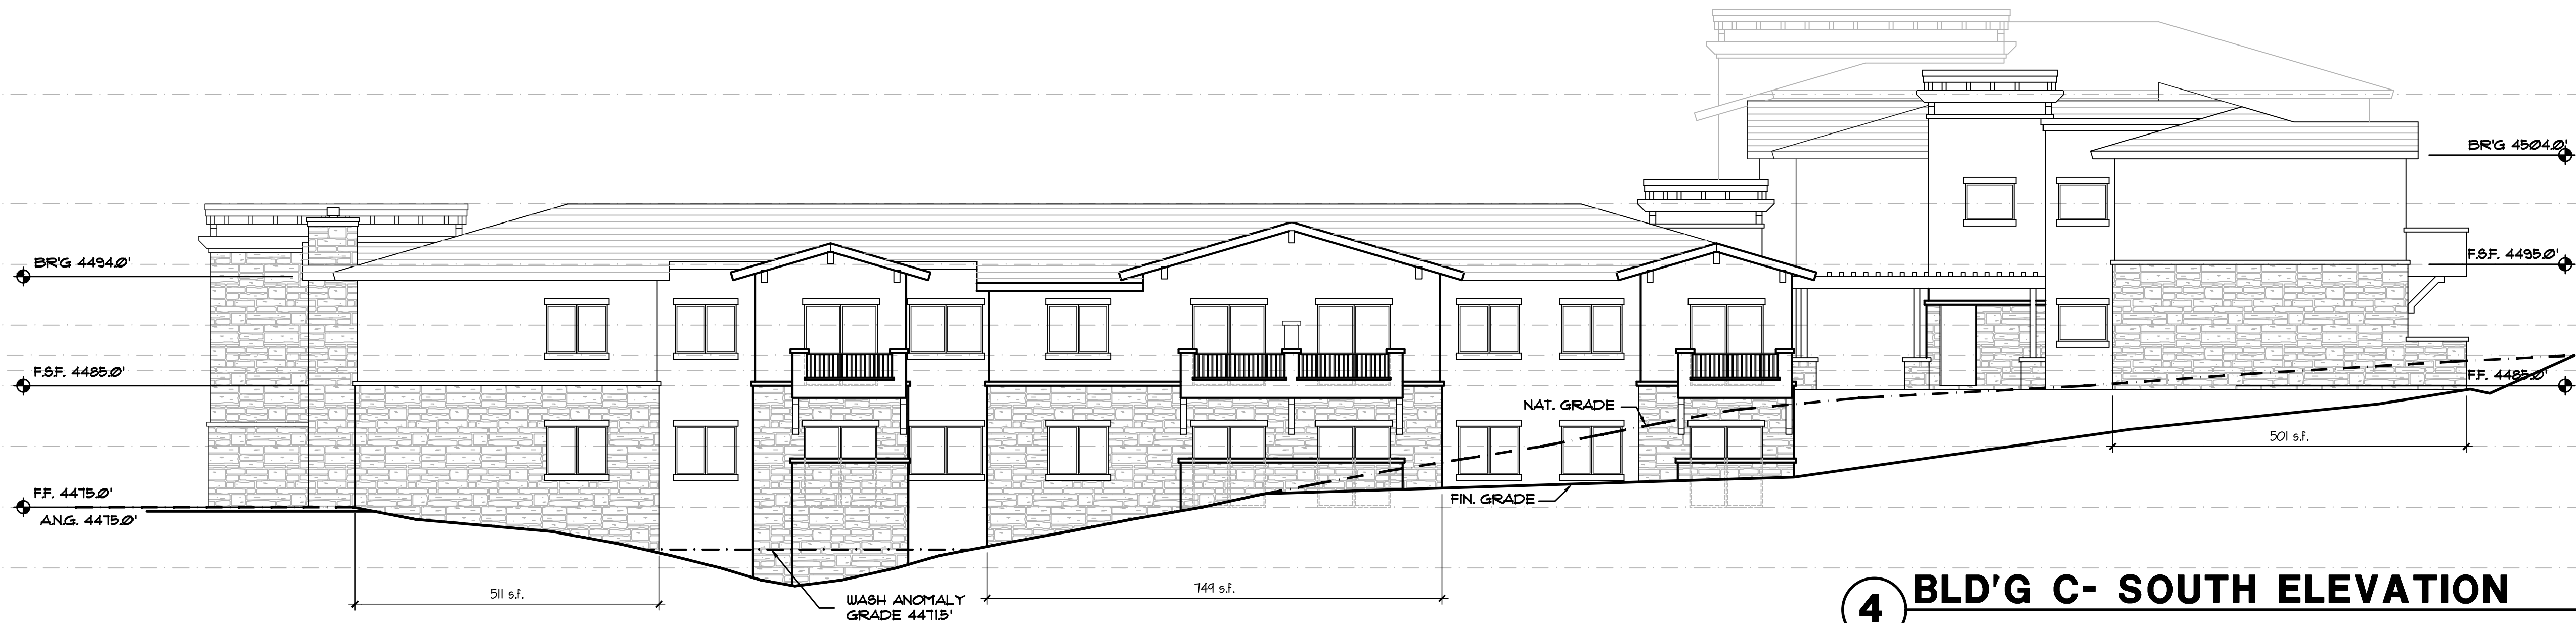 BR'G 4504.0'
BR'G 4494.0'
F.S.F. 4495.0'
F.S.F. 4485.0'
F.F. 4485.0'
NAT. GRADE
501 s.f.
F.F. 4475.0'
FIN. GRADE
A.N.G. 4475.0'
511 s.f.
749 s.f.
WASH ANOMALY
GRADE 4471.5'
4 BLD'G C- SOUTH ELEVATION